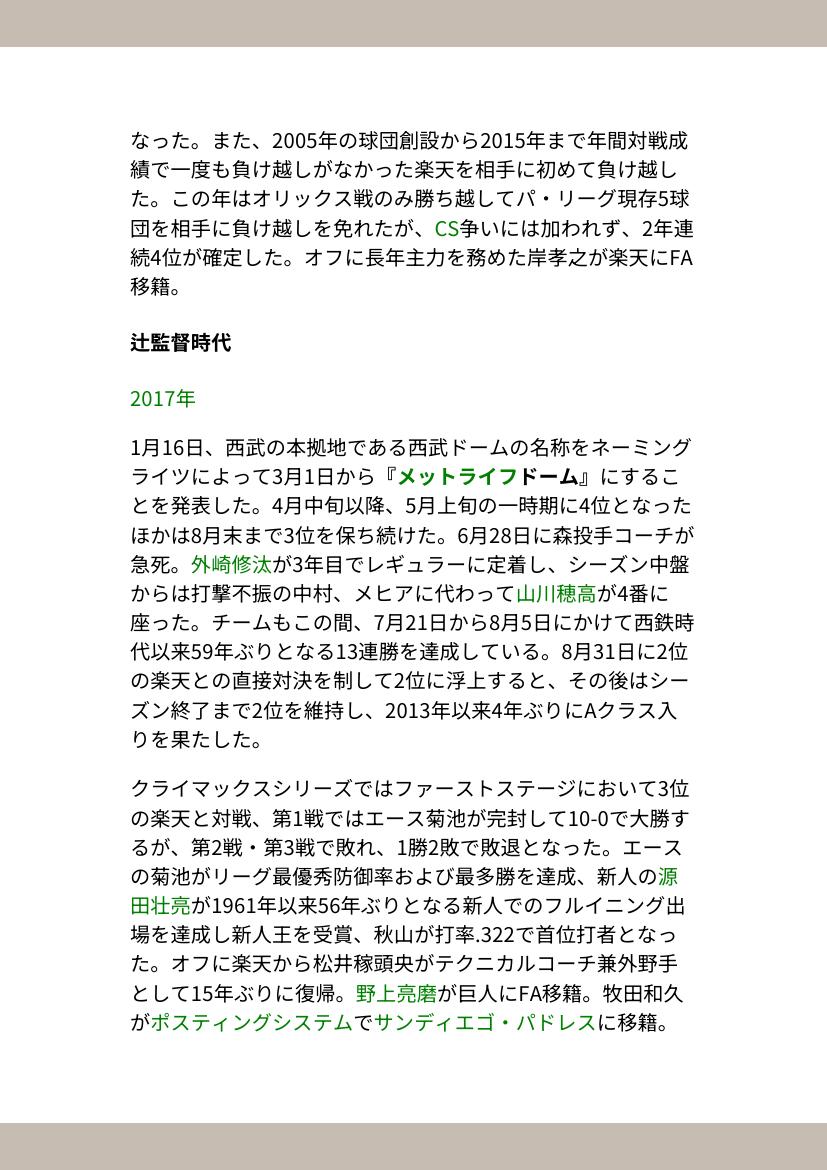 なった。また、2005年の球団創設から2015年まで年間対戦成
績で一度も負け越しがなかった楽天を相手に初めて負け越し
た。この年はオリックス戦のみ勝ち越してパ・リーグ現存5球
団を相手に負け越しを免れたが、CS争いには加われず、2年連
続4位が確定した。オフに長年主力を務めた岸孝之が楽天にFA
移籍。
辻監督時代
2017年
1月16日、西武の本拠地である西武ドームの名称をネーミング
ライツによって3月1日から『メットライフドーム』にするこ
とを発表した。4月中旬以降、5月上旬の一時期に4位となった
ほかは8月末まで3位を保ち続けた。6月28日に森投手コーチが
急死。外崎修汰が3年目でレギュラーに定着し、シーズン中盤
からは打撃不振の中村、メヒアに代わって山川穂高が4番に
座った。チームもこの間、7月21日から8月5日にかけて西鉄時
代以来59年ぶりとなる13連勝を達成している。8月31日に2位
の楽天との直接対決を制して2位に浮上すると、その後はシー
ズン終了まで2位を維持し、2013年以来4年ぶりにAクラス入
りを果たした。
クライマックスシリーズではファーストステージにおいて3位
の楽天と対戦、第1戦ではエース菊池が完封して10-0で大勝す
るが、第2戦・第3戦で敗れ、1勝2敗で敗退となった。エース
の菊池がリーグ最優秀防御率および最多勝を達成、新人の源
田壮亮が1961年以来56年ぶりとなる新人でのフルイニング出
場を達成し新人王を受賞、秋山が打率.322で首位打者となっ
た。オフに楽天から松井稼頭央がテクニカルコーチ兼外野手
として15年ぶりに復帰。野上亮磨が巨人にFA移籍。牧田和久
がポスティングシステムでサンディエゴ・パドレスに移籍。